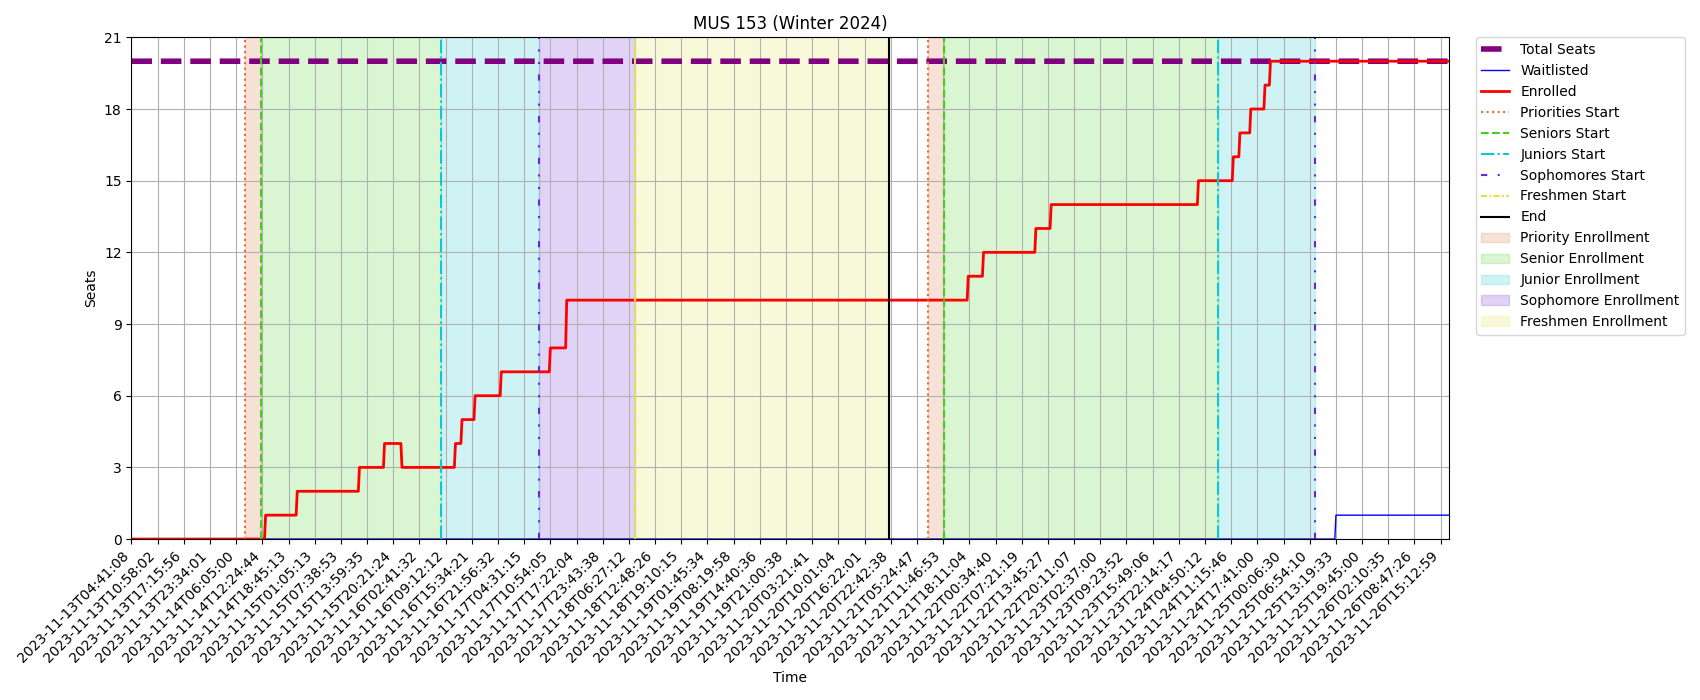 MUS 153 (Winter 2024)
Seats
21
18
15
12
9
6
3
0
2023-11-13T04:41:08
2023-11-13T10:58:02
2023-11-13T17:15:56
2023-11-13T23:34:01
2023-11-14T06:05:00
2023-11-14T12:24:44
2023-11-14T18:45:13
2023-11-15T01:05:13
2023-11-15T07:38:53
2023-11-15T13:59:35
2023-11-15T20:21:24
2023-11-16T02:41:32
2023-11-16T09:12:12
2023-11-16T15:34:21
2023-11-16T21:56:32
2023-11-17T04:31:15
2023-11-17T10:54:05
2023-11-17T17:22:04
2023-11-17T23:43:38
2023-11-18T06:27:12
2023-11-18T12:48:26
2023-11-18T19:10:15
2023-11-19T01:45:34
2023-11-19T08:19:58
2023-11-19T14:40:36
2023-11-19T21:00:38
2023-11-20T03:21:41
2023-11-20T10:01:04
2023-11-20T16:22:01
2023-11-20T22:42:38
2023-11-21T05:24:47
2023-11-21T11:46:53
2023-11-21T18:11:04
2023-11-22T00:34:40
2023-11-22T07:21:19
2023-11-22T13:45:27
2023-11-22T20:11:07
2023-11-23T02:37:00
2023-11-23T09:23:52
2023-11-23T15:49:06
2023-11-23T22:14:17
2023-11-24T04:50:12
2023-11-24T11:15:46
2023-11-24T17:41:00
2023-11-25T00:06:30
2023-11-25T06:54:10
2023-11-25T13:19:33
2023-11-25T19:45:00
2023-11-26T02:10:35
2023-11-26T08:47:26
2023-11-26T15:12:59
Time
Total Seats
Waitlisted
Enrolled
Priorities Start
Seniors Start
Juniors Start
Sophomores Start
Freshmen Start
End
Priority Enrollment
Senior Enrollment
Junior Enrollment
Sophomore Enrollment
Freshmen Enrollment